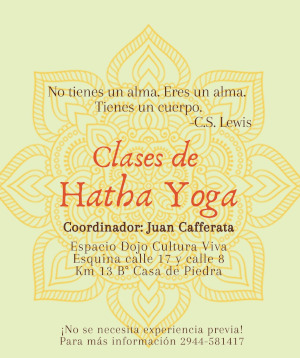 No tienes un alma. Eres un alma.
Tienes un cuerpo.
-C.S. Lewis
Clases de
Hatha Yoga
Coordinador: Juan Cafferata
Espacio Dojo Cultura Viva
Esquina calle 17 y calle 8
Km 13 B° Casa de Piedra
¡No se necesita experiencia previa!
Para más información 2944-581417